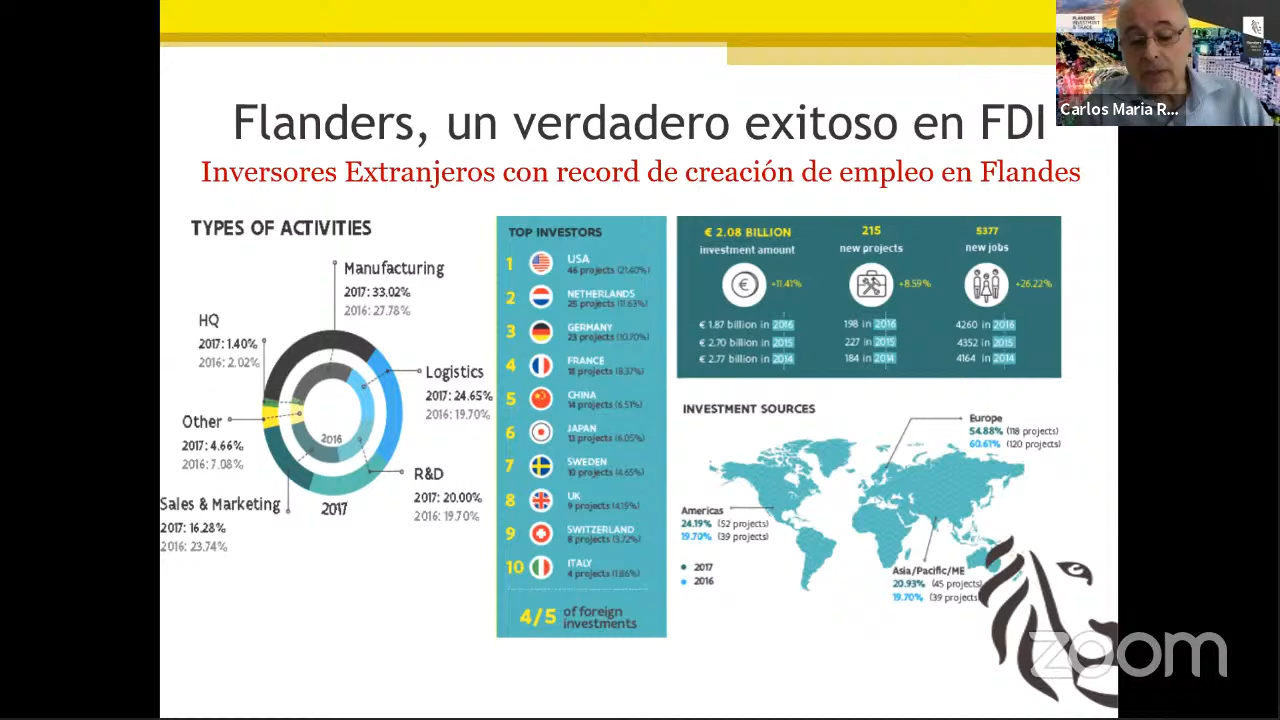 FLANDERS
INVESTMENT
& TRADE
Carlos Maria R...
Flanders, un verdadero exitoso en FDI
Inversores Extranjeros con record de creación de empleo en Flandes
TYPES OF ACTIVITIES
Manufacturing
2017: 33.02%
2016: 27.78%
HQ
2017: 1.40%
2016: 2.02%
Logistics
2017: 24.65%
2016: 19.70%
Other
2017: 4.66%
2016: 7.08%
R&D
2017: 20.00%
2016: 19.70%
Sales & Marketing
2017: 16.28%
2016: 23.74%
2016
2017
TOP INVESTORS
1 USA
46 projects (21.40%)
2 NETHERLANDS
25 projects (11.63%)
3 GERMANY
23 projects (10.70%)
4 FRANCE
18 projects (8.37%)
5 CHINA
14 projects (6.51%)
6 JAPAN
13 projects (6.05%)
7 SWEDEN
10 projects (4.65%)
8 UK
9 projects (4.19%)
9 SWITZERLAND
8 projects (3.72%)
10 ITALY
4 projects (1.86%)
4/5 of foreign
investments
€ 2.08 BILLION
investment amount
+11.41%
€ 1.87 billion in 2016
€ 2.70 billion in 2015
€ 2.77 billion in 2014
215
new projects
+8.59%
198 in 2016
227 in 2015
184 in 2014
5377
new jobs
+26.22%
4260 in 2016
4352 in 2015
4164 in 2014
INVESTMENT SOURCES
Europe
54.88% (118 projects)
60.61% (120 projects)
Americas
24.19% (52 projects)
19.70% (39 projects)
Asia/Pacific/ME
20.93% (45 projects)
19.70% (39 projects
2017
2016
zoom